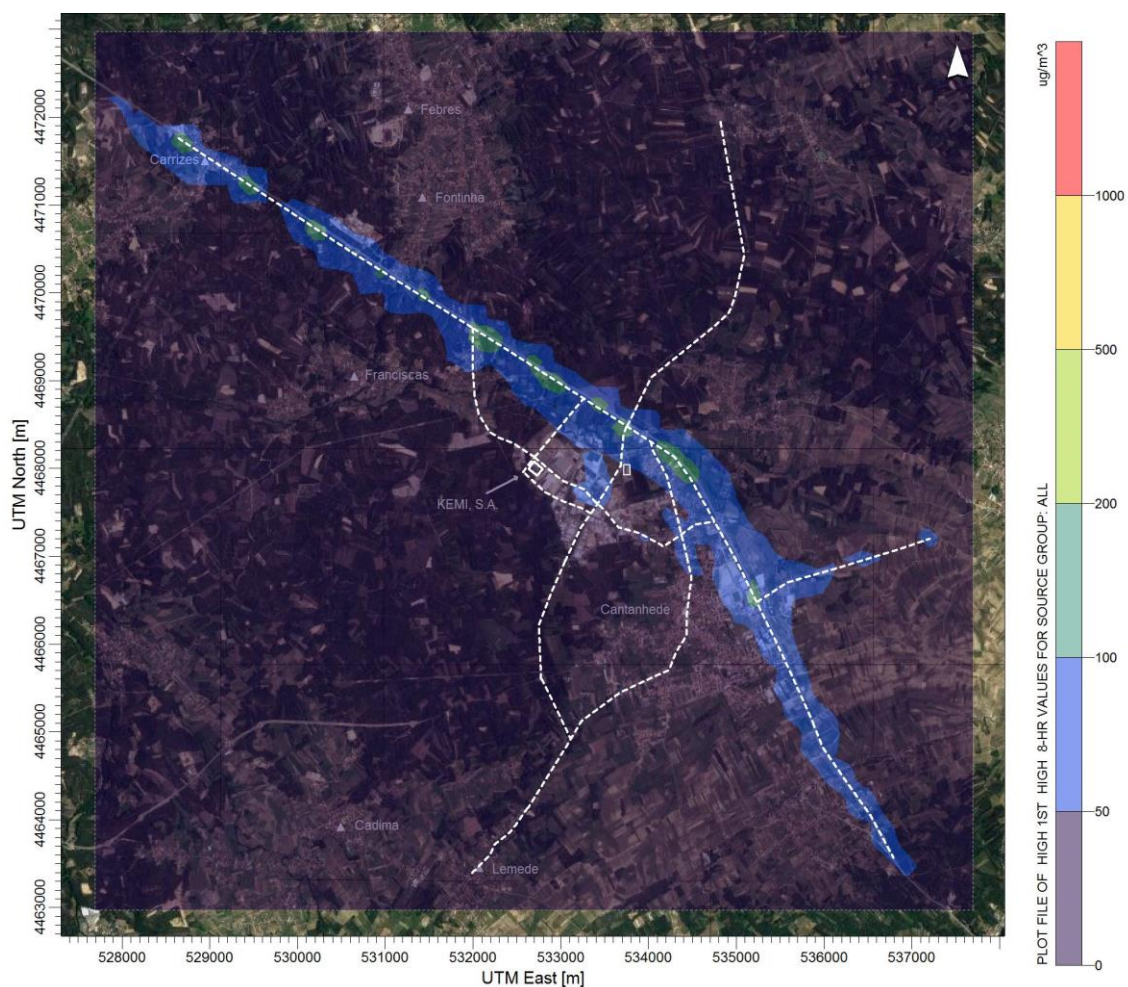 ug/m^3
1000
500
200
100
50
0
PLOT FILE OF HIGH 1ST HIGH 8-HR VALUES FOR SOURCE GROUP: ALL
UTM North [m]
4472000
4471000
4470000
4469000
4468000
4467000
4466000
4465000
4464000
4463000
Febres
Carrizes
Fontinha
Franciscas
KEMI, S.A.
Cantanhede
Cadima
Lemede
528000 529000 530000 531000 532000 533000 534000 535000 536000 537000
UTM East [m]